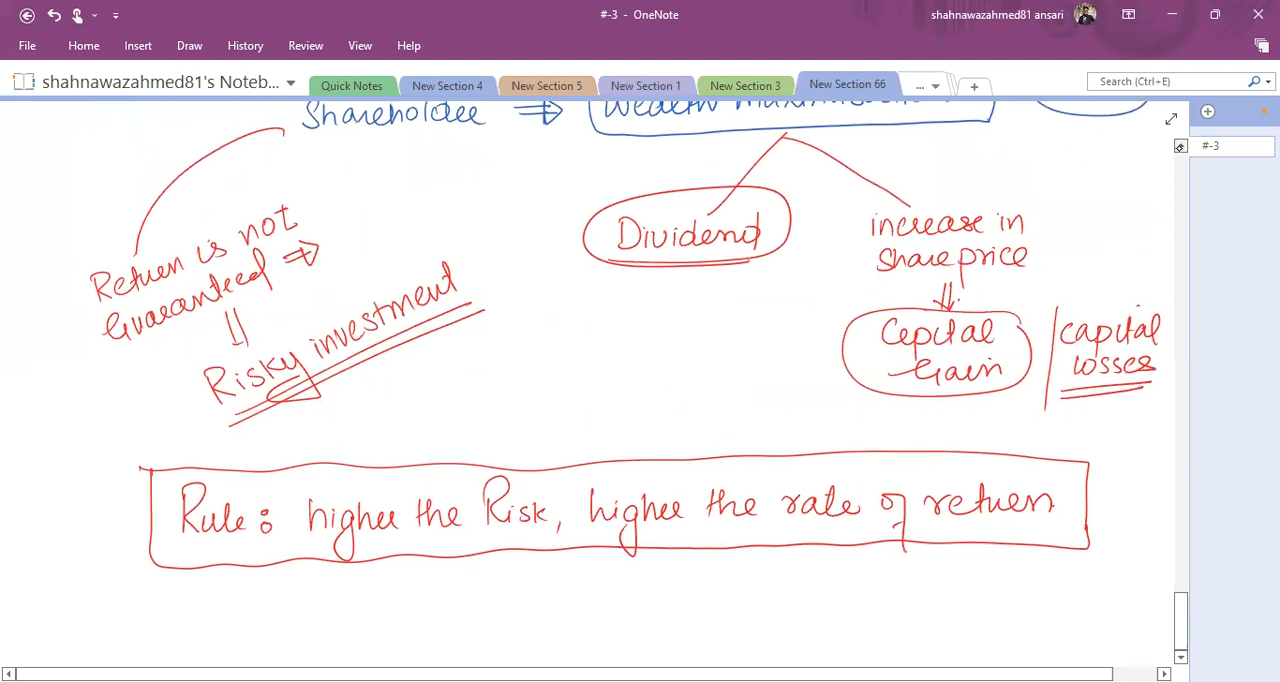 #-3 - OneNote
shahnawazahmed81 ansari
File Home Insert Draw History Review View Help
shahnawazahmed81's Noteb...
Quick Notes
New Section 4
New Section 5
New Section 1
New Section 3
New Section 66
...
Search (Ctrl+E)
#-3
Shareholder ⇒ Wealth
Return is not
Guaranteed ⇒
Risky investment
Dividend
increase in
share price
Capital
Gain
capital
losses
Rule: higher the Risk, higher the rate of return